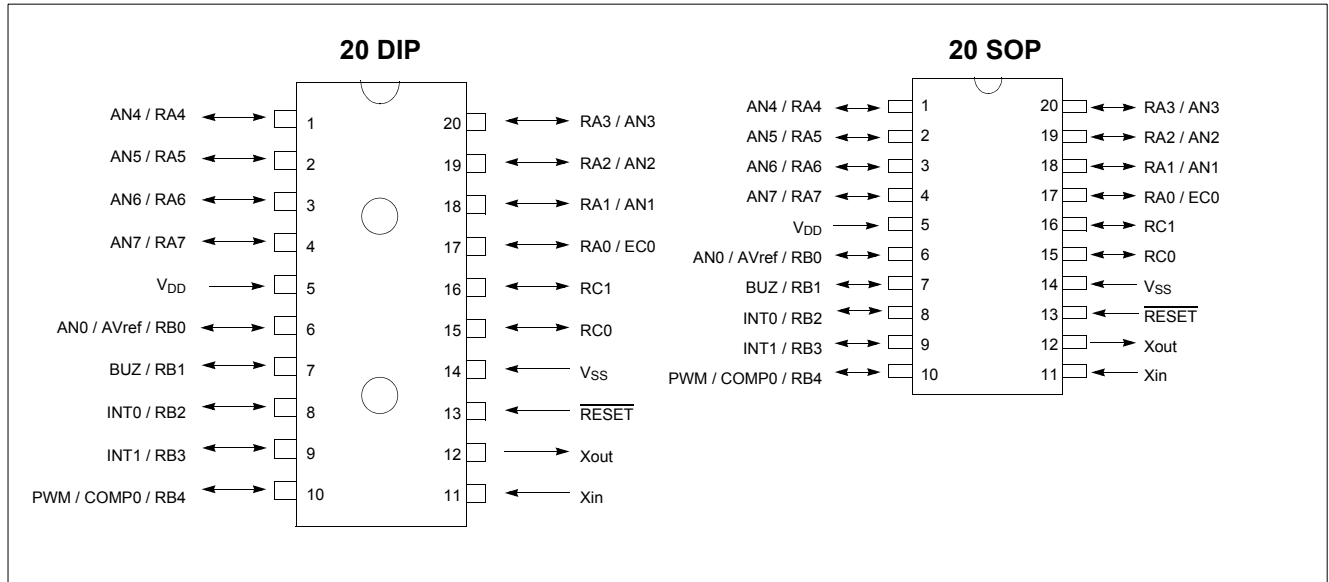 20 DIP
AN4 / RA4 1 20 RA3 / AN3
AN5 / RA5 2 19 RA2 / AN2
AN6 / RA6 3 18 RA1 / AN1
AN7 / RA7 4 17 RA0 / EC0
VDD 5 16 RC1
AN0 / AVref / RB0 6 15 RC0
BUZ / RB1 7 14 VSS
INT0 / RB2 8 13 RESET
INT1 / RB3 9 12 Xout
PWM / COMP0 / RB4 10 11 Xin
20 SOP
AN4 / RA4 1 20 RA3 / AN3
AN5 / RA5 2 19 RA2 / AN2
AN6 / RA6 3 18 RA1 / AN1
AN7 / RA7 4 17 RA0 / EC0
VDD 5 16 RC1
AN0 / AVref / RB0 6 15 RC0
BUZ / RB1 7 14 VSS
INT0 / RB2 8 13 RESET
INT1 / RB3 9 12 Xout
PWM / COMP0 / RB4 10 11 Xin